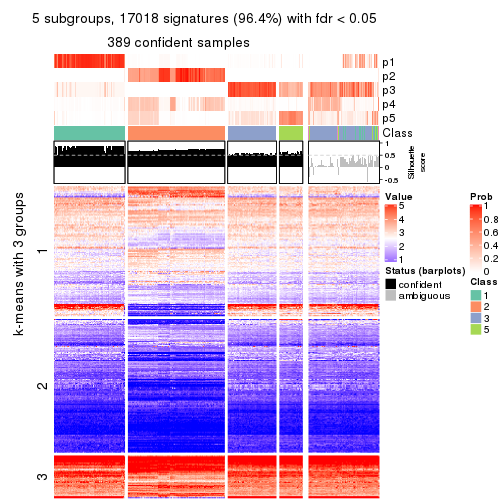 5 subgroups, 17018 signatures (96.4%) with fdr < 0.05
389 confident samples
p1
p2
p3
p4
p5
Class
1
0.5
0
-0.5
Silhouette
score
k-means with 3 groups
1
2
3
Value
5
4
3
2
1
Status (barplots)
confident
ambiguous
Prob
1
0.8
0.6
0.4
0.2
0
Class
1
2
3
5